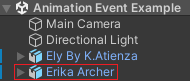 Animation Event Example
Main Camera
Directional Light
Ely By K.Atienza
Erika Archer